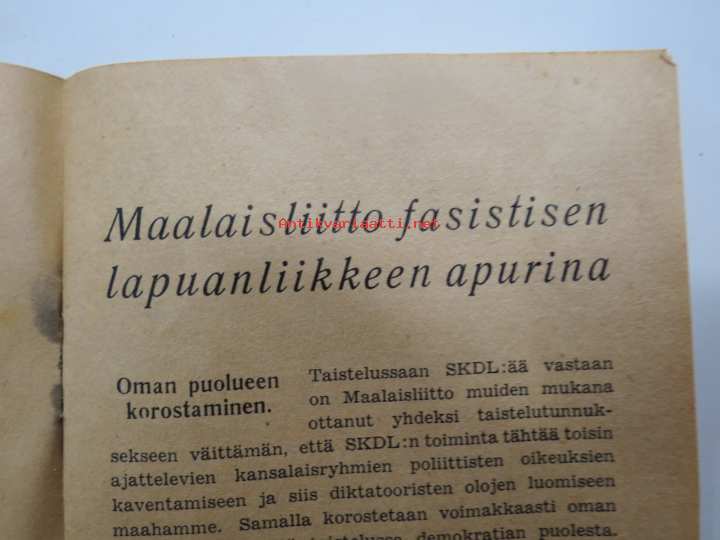 Maalaisliitto fasistisen
lapuanliikkeen apurina
Antikvariaatti.net
Oman puolueen
korostaminen.
Taistelussaan SKDL:ää vastaan
on Maalaisliitto muiden mukana
ottanut yhdeksi taistelutunnuk-
sekseen väittämän, että SKDL:n toiminta tähtää toisin
ajattelevien kansalaisryhmien poliittisten oikeuksien
kaventamiseen ja siis diktatooristen olojen luomiseen
maahamme. Samalla korostetaan voimakkaasti oman
demokratian puolesta.